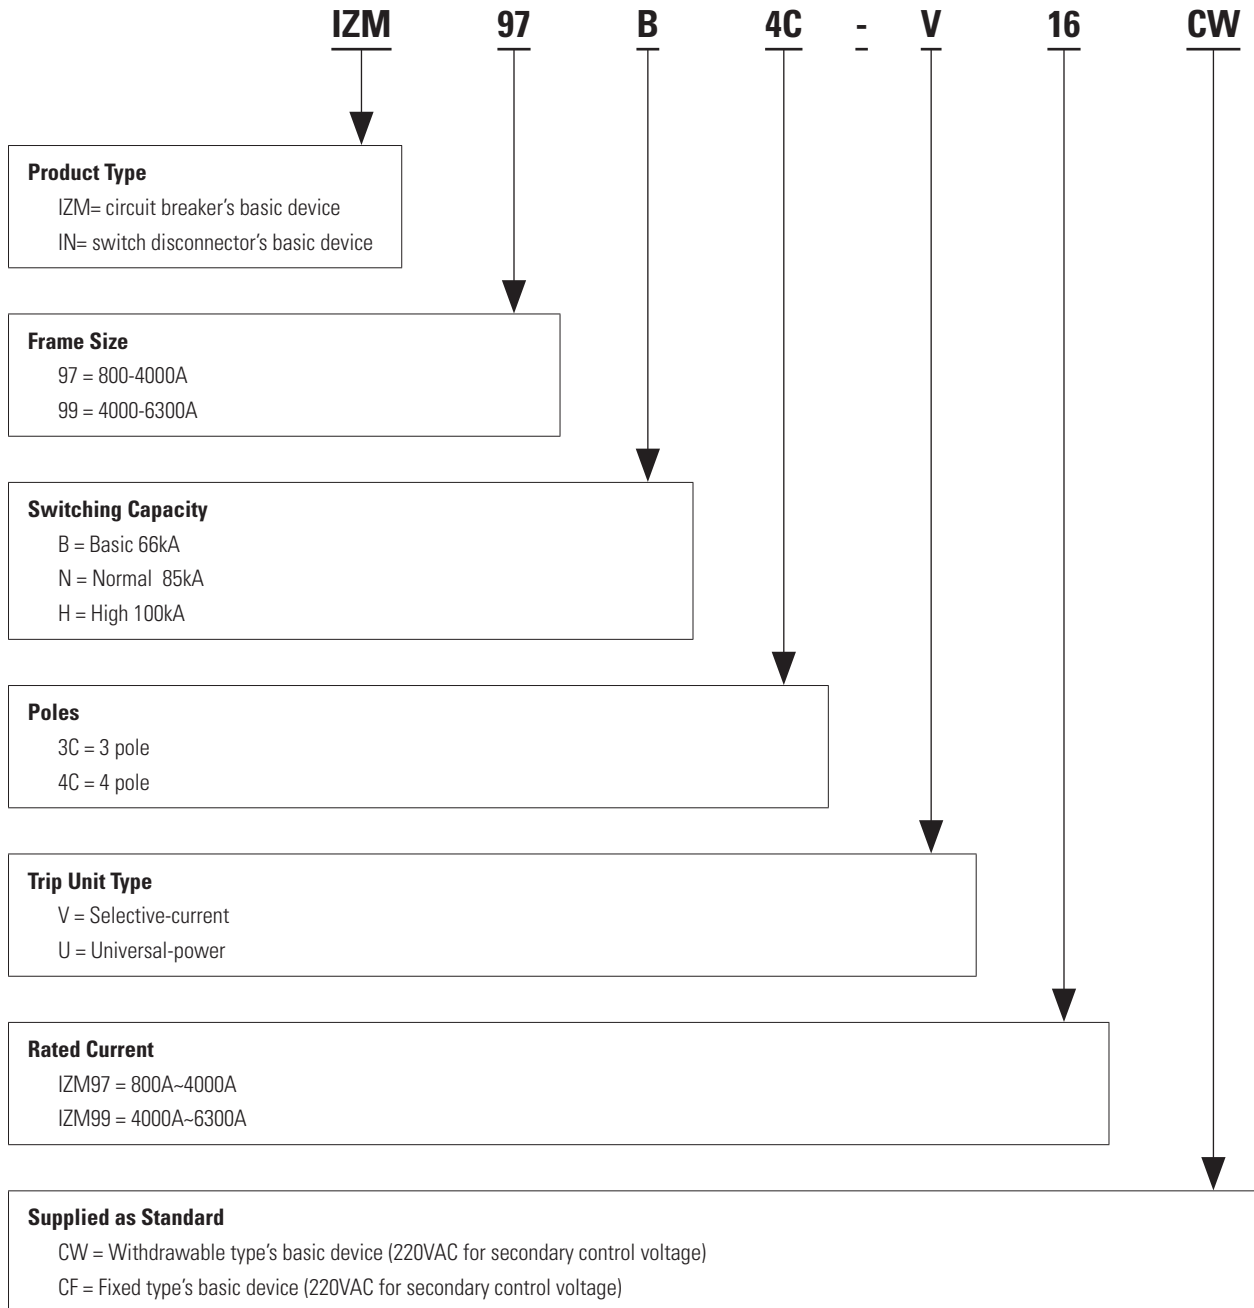 IZM 97 B 4C - V 16 CW
Product Type
IZM= circuit breaker's basic device
IN= switch disconnector's basic device
Frame Size
97 = 800-4000A
99 = 4000-6300A
Switching Capacity
B = Basic 66kA
N = Normal 85kA
H = High 100kA
Poles
3C = 3 pole
4C = 4 pole
Trip Unit Type
V = Selective-current
U = Universal-power
Rated Current
IZM97 = 800A~4000A
IZM99 = 4000A~6300A
Supplied as Standard
CW = Withdrawable type's basic device (220VAC for secondary control voltage)
CF = Fixed type's basic device (220VAC for secondary control voltage)